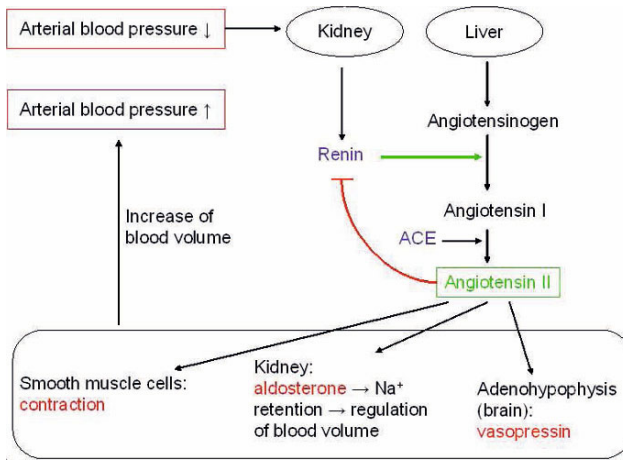 Arterial blood pressure ↓
Kidney
Liver
Arterial blood pressure ↑
Angiotensinogen
Renin
Increase of
blood volume
Angiotensin I
ACE
Angiotensin II
Smooth muscle cells:
contraction
Kidney:
aldosterone → Na⁺
retention → regulation
of blood volume
Adenohypophysis
(brain):
vasopressin